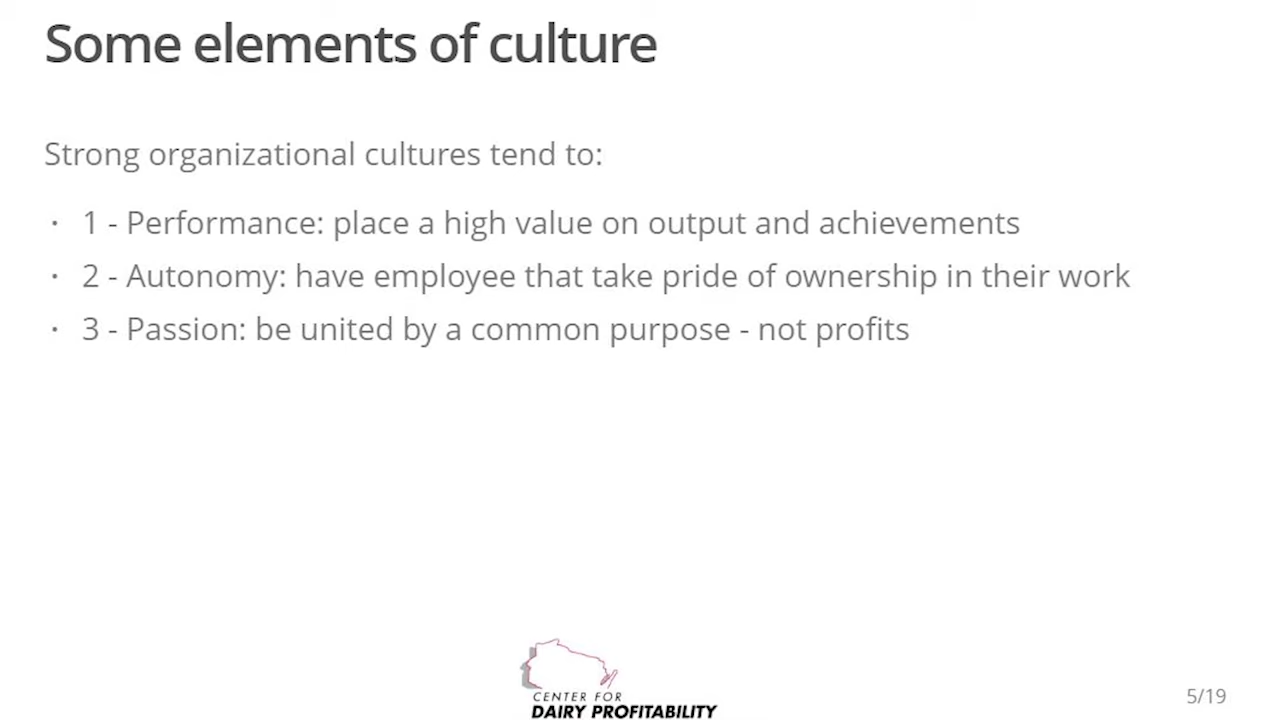 Some elements of culture
Strong organizational cultures tend to:
· 1 - Performance: place a high value on output and achievements
· 2 - Autonomy: have employee that take pride of ownership in their work
· 3 - Passion: be united by a common purpose - not profits
CENTER FOR
DAIRY PROFITABILITY
5/19